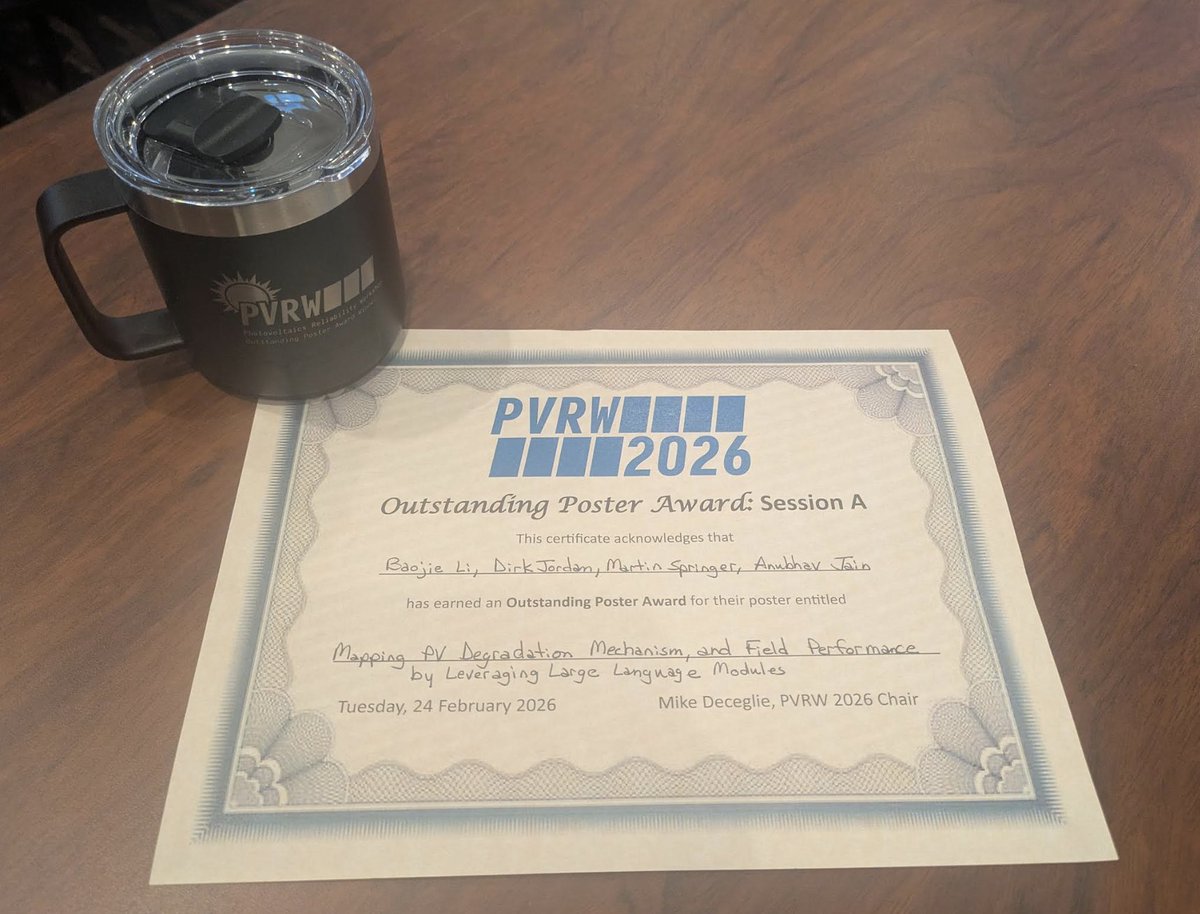 PVRW
Photovoltaics Reliability Workshop
Outstanding Poster Award Winner
PVRW
2026
Outstanding Poster Award: Session A
This certificate acknowledges that
Baojie Li, Dirk Jordan, Martin Springer, Anubhav Jain
has earned an Outstanding Poster Award for their poster entitled
Mapping PV Degradation Mechanism, and Field Performance
by Leveraging Large Language Modules
Tuesday, 24 February 2026 Mike Deceglie, PVRW 2026 Chair